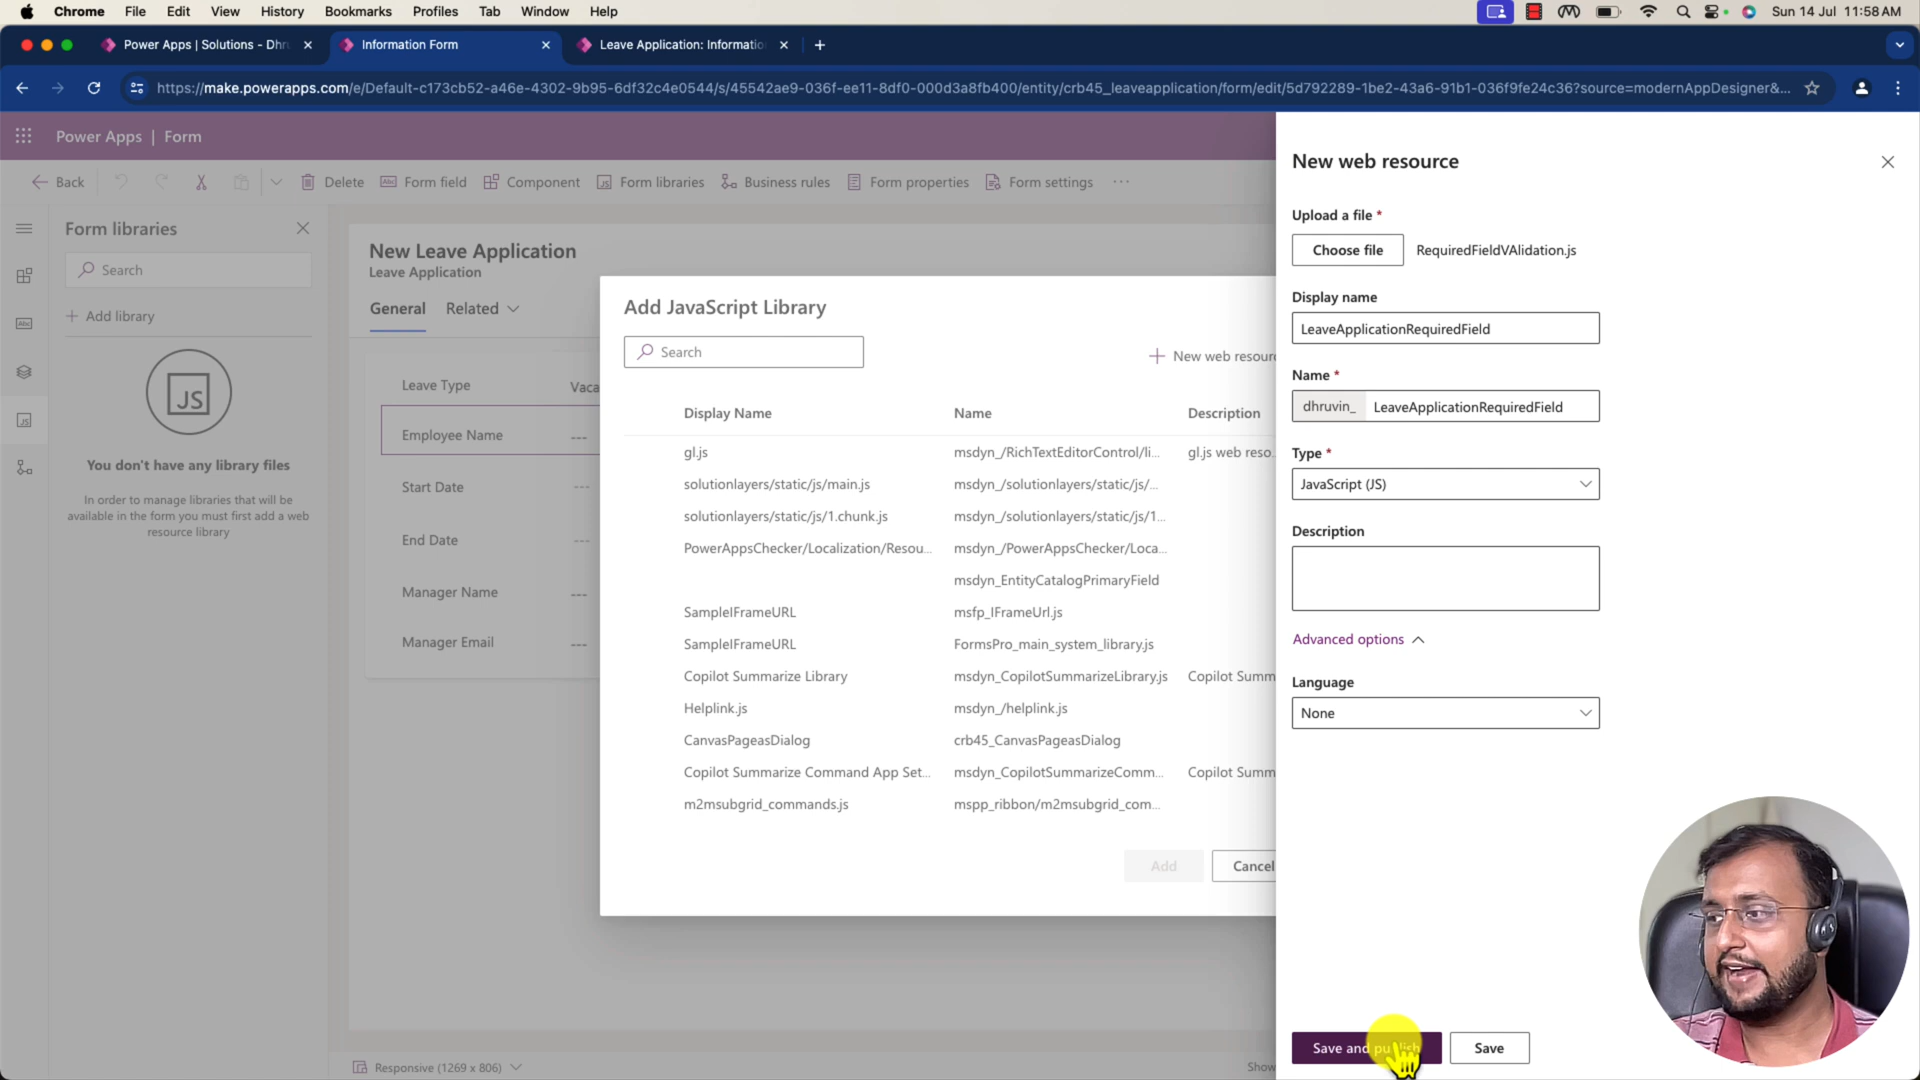 Chrome File Edit View History Bookmarks Profiles Tab Window Help Sun 14 Jul 11:58 AM
Power Apps | Solutions - Dhru Information Form Leave Application: Informatio
https://make.powerapps.com/e/Default-c173cb52-a46e-4302-9b95-6df32c4e0544/s/45542ae9-036f-ee11-8df0-000d3a8fb400/entity/crb45_leaveapplication/form/edit/5d792289-1be2-43a6-91b1-036f9fe24c36?source=modernAppDesigner&...
Power Apps | Form
Back Delete Form field Component Form libraries Business rules Form properties Form settings ...
Form libraries
Search
Add library
JS
You don't have any library files
In order to manage libraries that will be
available in the form you must first add a web
resource library
New Leave Application
Leave Application
General Related
Leave Type Vaca
Employee Name ---
Start Date ---
End Date ---
Manager Name ---
Manager Email ---
Responsive (1269 x 806)
Show
Add JavaScript Library
Search
New web resourc
Display Name Name Description
gl.js msdyn_/RichTextEditorControl/li... gl.js web reso...
solutionlayers/static/js/main.js msdyn_/solutionlayers/static/js/...
solutionlayers/static/js/1.chunk.js msdyn_/solutionlayers/static/js/1...
PowerAppsChecker/Localization/Resou... msdyn_/PowerAppsChecker/Loca...
msdyn_EntityCatalogPrimaryField
SampleIFrameURL msfp_IFrameUrl.js
SampleIFrameURL FormsPro_main_system_library.js
Copilot Summarize Library msdyn_CopilotSummarizeLibrary.js Copilot Summ
Helplink.js msdyn_/helplink.js
CanvasPageasDialog crb45_CanvasPageasDialog
Copilot Summarize Command App Set... msdyn_CopilotSummarizeComm... Copilot Summ
m2msubgrid_commands.js mspp_ribbon/m2msubgrid_com...
Add Cancel
New web resource
Upload a file *
Choose file RequiredFieldVAlidation.js
Display name
LeaveApplicationRequiredField
Name *
dhruvin_ LeaveApplicationRequiredField
Type *
JavaScript (JS)
Description
Advanced options
Language
None
Save and publish Save